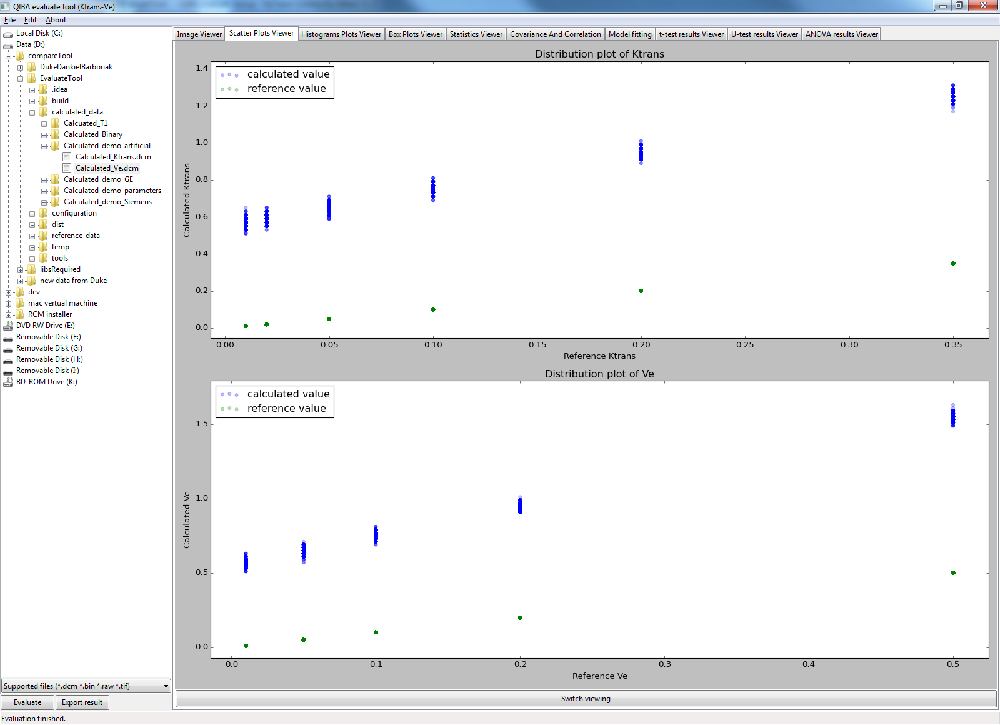 QIBA evaluate tool (Ktrans-Ve)
File Edit About
Local Disk (C:)
Data (D:)
compareTool
DukeDankielBarboriak
EvaluateTool
.idea
build
calculated_data
Calcuated_T1
Calculated_Binary
Calculated_demo_artificial
Calculated_Ktrans.dcm
Calculated_Ve.dcm
Calculated_demo_GE
Calculated_demo_parameters
Calculated_demo_Siemens
configuration
dist
reference_data
temp
tools
libsRequired
new data from Duke
dev
mac vertual machine
RCM installer
DVD RW Drive (E:)
Removable Disk (F:)
Removable Disk (G:)
Removable Disk (H:)
Removable Disk (I:)
BD-ROM Drive (K:)
Supported files (*.dcm *.bin *.raw *.tif)
Evaluate Export result
Evaluation finished.
Image Viewer Scatter Plots Viewer Histograms Plots Viewer Box Plots Viewer Statistics Viewer Covariance And Correlation Model fitting t-test results Viewer U-test results Viewer ANOVA results Viewer
Distribution plot of Ktrans
calculated value
reference value
Calculated Ktrans
1.4
1.2
1.0
0.8
0.6
0.4
0.2
0.0
0.00 0.05 0.10 0.15 0.20 0.25 0.30 0.35
Reference Ktrans
Distribution plot of Ve
calculated value
reference value
Calculated Ve
1.5
1.0
0.5
0.0
0.0 0.1 0.2 0.3 0.4 0.5
Reference Ve
Switch viewing